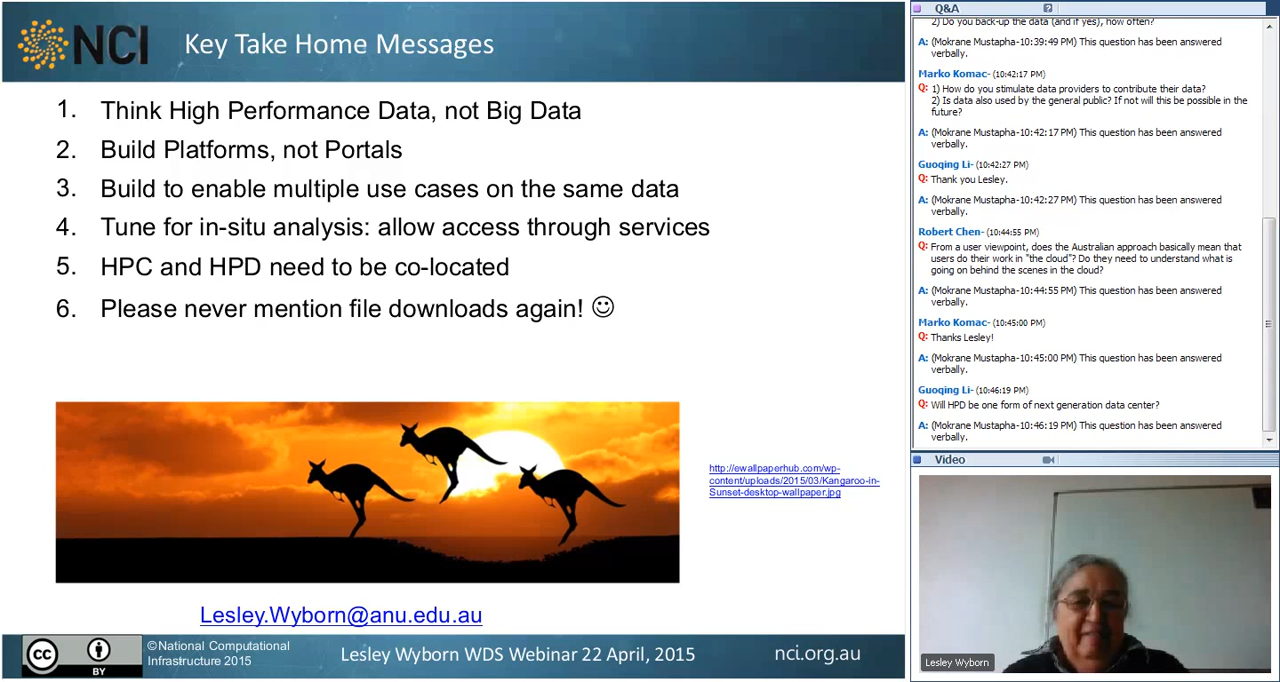 NCI
Key Take Home Messages
1. Think High Performance Data, not Big Data
2. Build Platforms, not Portals
3. Build to enable multiple use cases on the same data
4. Tune for in-situ analysis: allow access through services
5. HPC and HPD need to be co-located
6. Please never mention file downloads again! ☺
http://ewallpaperhub.com/wp-
content/uploads/2015/03/Kangaroo-in-
Sunset-desktop-wallpaper.jpg
Lesley.Wyborn@anu.edu.au
cc
BY
©National Computational
Infrastructure 2015
Lesley Wyborn WDS Webinar 22 April, 2015
nci.org.au
Q&A
?
2) Do you back-up the data (and if yes), how often?
A: (Mokrane Mustapha-10:39:49 PM) This question has been answered
verbally.
Marko Komac- (10:42:17 PM)
Q: 1) How do you stimulate data providers to contribute their data?
2) Is data also used by the general public? If not will this be possible in the
future?
A: (Mokrane Mustapha-10:42:17 PM) This question has been answered
verbally.
Guoqing Li- (10:42:27 PM)
Q: Thank you Lesley.
A: (Mokrane Mustapha-10:42:27 PM) This question has been answered
verbally.
Robert Chen- (10:44:55 PM)
Q: From a user viewpoint, does the Australian approach basically mean that
users do their work in "the cloud"? Do they need to understand what is
going on behind the scenes in the cloud?
A: (Mokrane Mustapha-10:44:55 PM) This question has been answered
verbally.
Marko Komac- (10:45:00 PM)
Q: Thanks Lesley!
A: (Mokrane Mustapha-10:45:00 PM) This question has been answered
verbally.
Guoqing Li- (10:46:19 PM)
Q: Will HPD be one form of next generation data center?
A: (Mokrane Mustapha-10:46:19 PM) This question has been answered
verbally.
Video
Lesley Wyborn